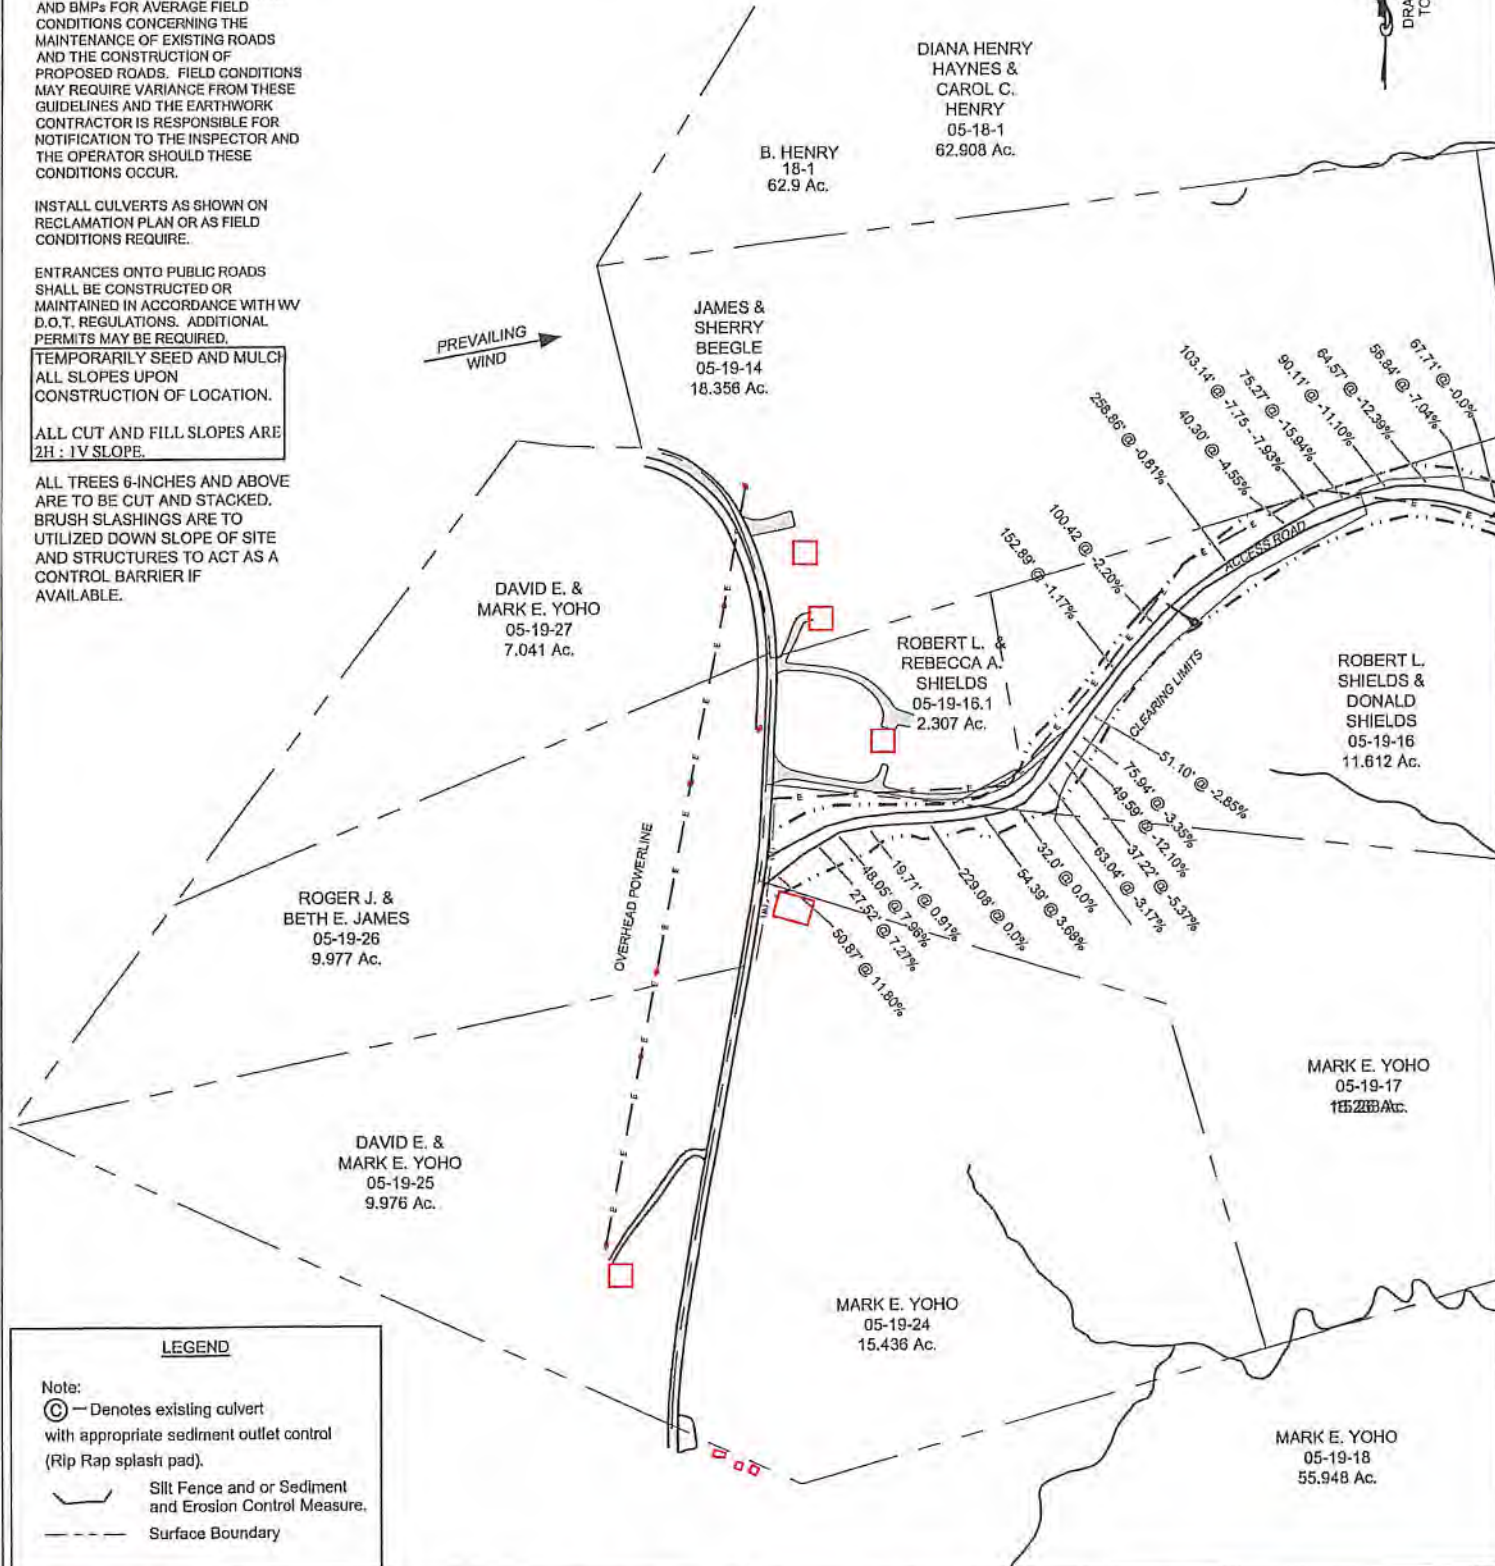 AND BMPs FOR AVERAGE FIELD
CONDITIONS CONCERNING THE
MAINTENANCE OF EXISTING ROADS
AND THE CONSTRUCTION OF
PROPOSED ROADS. FIELD CONDITIONS
MAY REQUIRE VARIANCE FROM THESE
GUIDELINES AND THE EARTHWORK
CONTRACTOR IS RESPONSIBLE FOR
NOTIFICATION TO THE INSPECTOR AND
THE OPERATOR SHOULD THESE
CONDITIONS OCCUR.
INSTALL CULVERTS AS SHOWN ON
RECLAMATION PLAN OR AS FIELD
CONDITIONS REQUIRE.
ENTRANCES ONTO PUBLIC ROADS
SHALL BE CONSTRUCTED OR
MAINTAINED IN ACCORDANCE WITH WV
D.O.T. REGULATIONS. ADDITIONAL
PERMITS MAY BE REQUIRED.
TEMPORARILY SEED AND MULCH
ALL SLOPES UPON
CONSTRUCTION OF LOCATION.
ALL CUT AND FILL SLOPES ARE
2H : 1V SLOPE.
ALL TREES 6-INCHES AND ABOVE
ARE TO BE CUT AND STACKED.
BRUSH SLASHINGS ARE TO
UTILIZED DOWN SLOPE OF SITE
AND STRUCTURES TO ACT AS A
CONTROL BARRIER IF
AVAILABLE.
DRA
TO
DIANA HENRY
HAYNES &
CAROL C.
HENRY
05-18-1
62.908 Ac.
B. HENRY
18-1
62.9 Ac.
PREVAILING
WIND
JAMES &
SHERRY
BEEGLE
05-19-14
18.356 Ac.
152.89' @ -1.17%
100.42 @ -2.20%
258.86' @ -0.81%
40.30' @ -4.55%
103.14' @ -7.75 - -7.93%
75.27' @ -15.94%
90.11' @ -11.10%
64.57' @ -12.39%
56.84' @ -7.04%
67.71' @ -0.0%
ACCESS ROAD
CLEARING LIMITS
DAVID E. &
MARK E. YOHO
05-19-27
7.041 Ac.
ROBERT L. &
REBECCA A.
SHIELDS
05-19-16.1
2.307 Ac.
ROBERT L.
SHIELDS &
DONALD
SHIELDS
05-19-16
11.612 Ac.
51.10' @ -2.85%
75.94' @ -3.35%
49.59' @ -12.10%
37.22' @ -5.37%
63.04' @ -3.17%
32.0' @ 0.0%
54.39' @ 3.68%
229.08' @ 0.0%
19.71' @ 0.91%
48.05' @ 7.96%
27.52' @ 7.27%
50.87' @ 11.80%
OVERHEAD POWERLINE
E E E E E E E E E E E E E E E E E
ROGER J. &
BETH E. JAMES
05-19-26
9.977 Ac.
MARK E. YOHO
05-19-17
DAVID E. &
MARK E. YOHO
05-19-25
9.976 Ac.
MARK E. YOHO
05-19-24
15.436 Ac.
MARK E. YOHO
05-19-18
55.948 Ac.
LEGEND
Note:
Ⓒ — Denotes existing culvert
with appropriate sediment outlet control
(Rip Rap splash pad).
Silt Fence and or Sediment
and Erosion Control Measure.
Surface Boundary